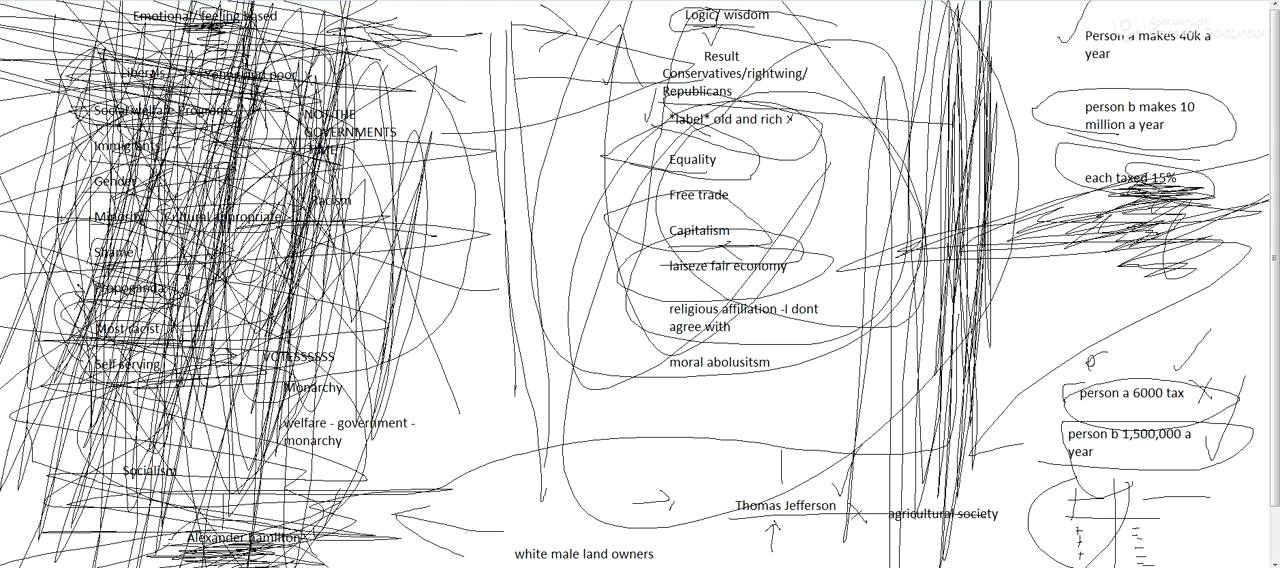 Emotional/feeling based
Liberals
Young and poor
Social welfare programs
NOT THE
GOVERNMENTS
TIME
Immigrants
Gender
Racism
Minority
Cultural appropriate -
Shame
Propaganda
Most racist
VOTESSSSSS
Self serving
Monarchy
welfare - government -
monarchy
Socialism
Alexander hamilton
Logic/ wisdom
Result
Conservatives/rightwing/
Republicans
*label* old and rich
Equality
Free trade
Capitalism
laiseze fair economy
religious affiliation -I dont
agree with
moral abolusitsm
Thomas Jefferson
agricultural society
white male land owners
Person a makes 40k a
year
person b makes 10
million a year
each taxed 15%
person a 6000 tax
person b 1,500,000 a
year